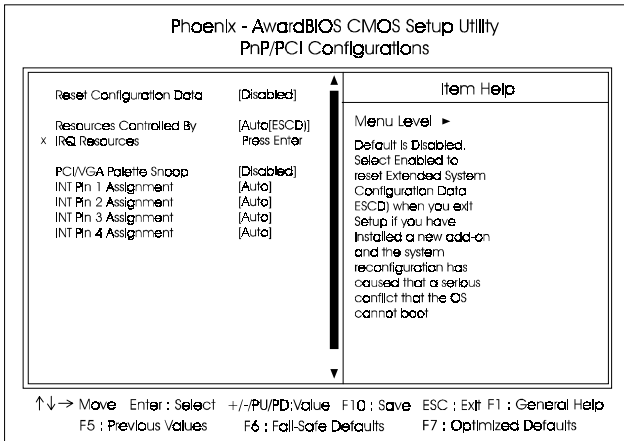 Phoenix - AwardBIOS CMOS Setup Utility
PnP/PCI Configurations
Reset Configuration Data [Disabled]
Resources Controlled By [Auto[ESCD)]
x IRQ Resources Press Enter
PCI/VGA Palette Snoop [Disabled]
INT Pin 1 Assignment [Auto]
INT Pin 2 Assignment [Auto]
INT Pin 3 Assignment [Auto]
INT Pin 4 Assignment [Auto]
Item Help
Menu Level ►
Default is Disabled.
Select Enabled to
reset Extended System
Configuration Data
ESCD) when you exit
Setup if you have
installed a new add-on
and the system
reconfiguration has
caused that a serious
conflict that the OS
cannot boot
↑↓→ Move Enter : Select +/-/PU/PD:Value F10 : Save ESC : Exit F1 : General Help
F5 : Previous Values F6 : Fail-Safe Defaults F7 : Optimized Defaults